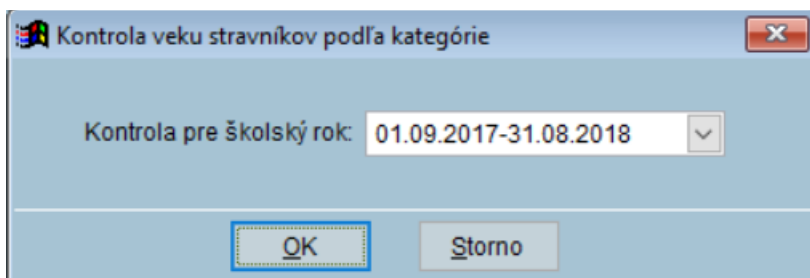 Kontrola veku stravníkov podľa kategórie
Kontrola pre školský rok: 01.09.2017-31.08.2018
OK Storno